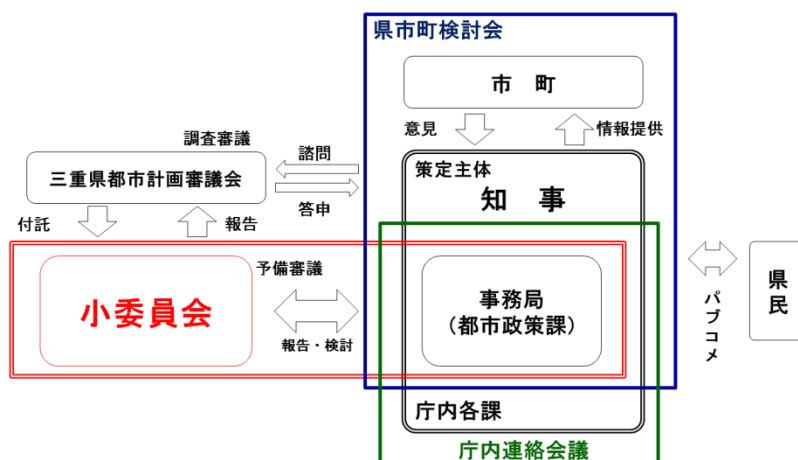 県市町検討会
市　町
意見
情報提供
調査審議
三重県都市計画審議会
諮問
答申
策定主体
知　事
付託
報告
予備審議
小委員会
報告・検討
事務局
（都市政策課）
パブコメ
県民
庁内各課
庁内連絡会議